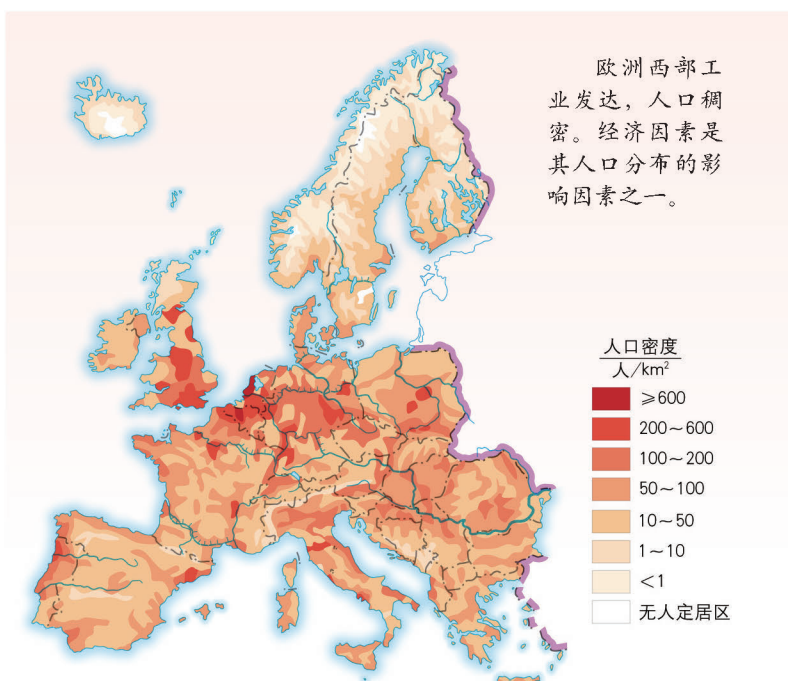 欧洲西部工
业发达，人口稠
密。经济因素是
其人口分布的影
响因素之一。
人口密度
人/km²
≥600
200～600
100～200
50～100
10～50
1～10
<1
无人定居区